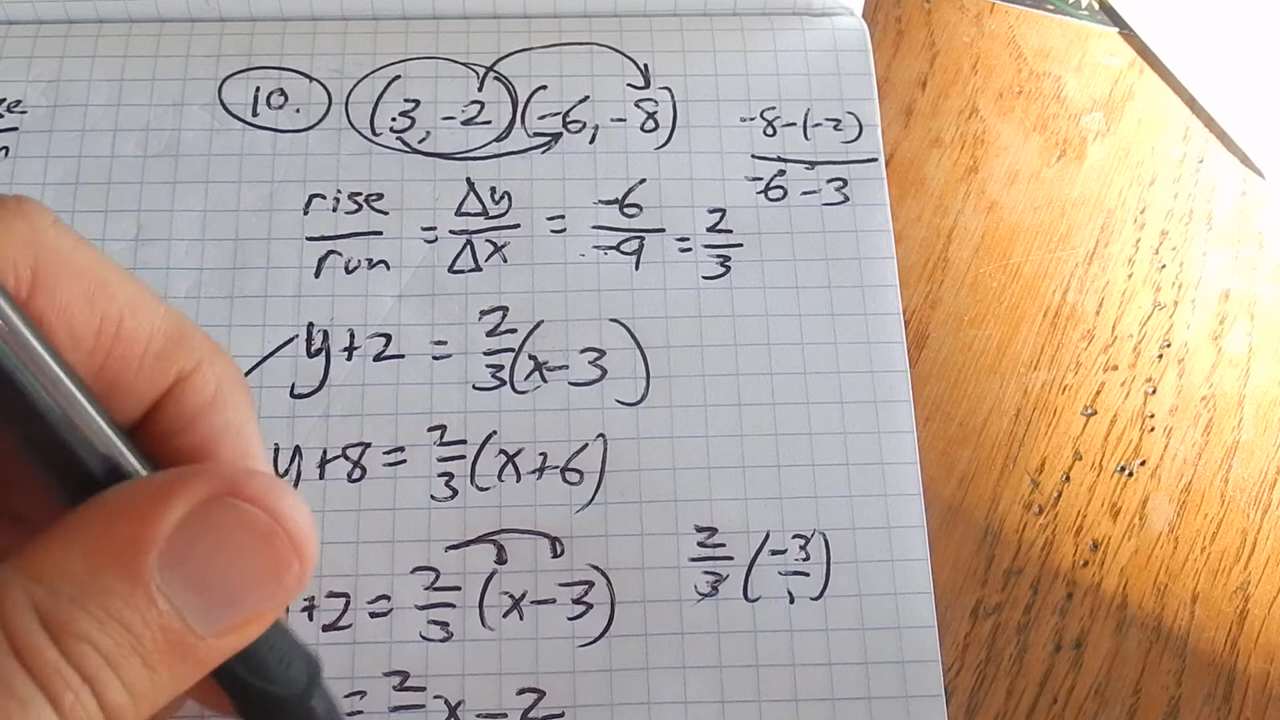 10. (3, -2) (-6, -8)
-8-(-2)/-6-3
rise/run = Δy/Δx = -6/-9 = 2/3
y+2 = 2/3(x-3)
y+8 = 2/3(x+6)
+2 = 2/3(x-3)
2/3(-3/1)
= 2 x-2